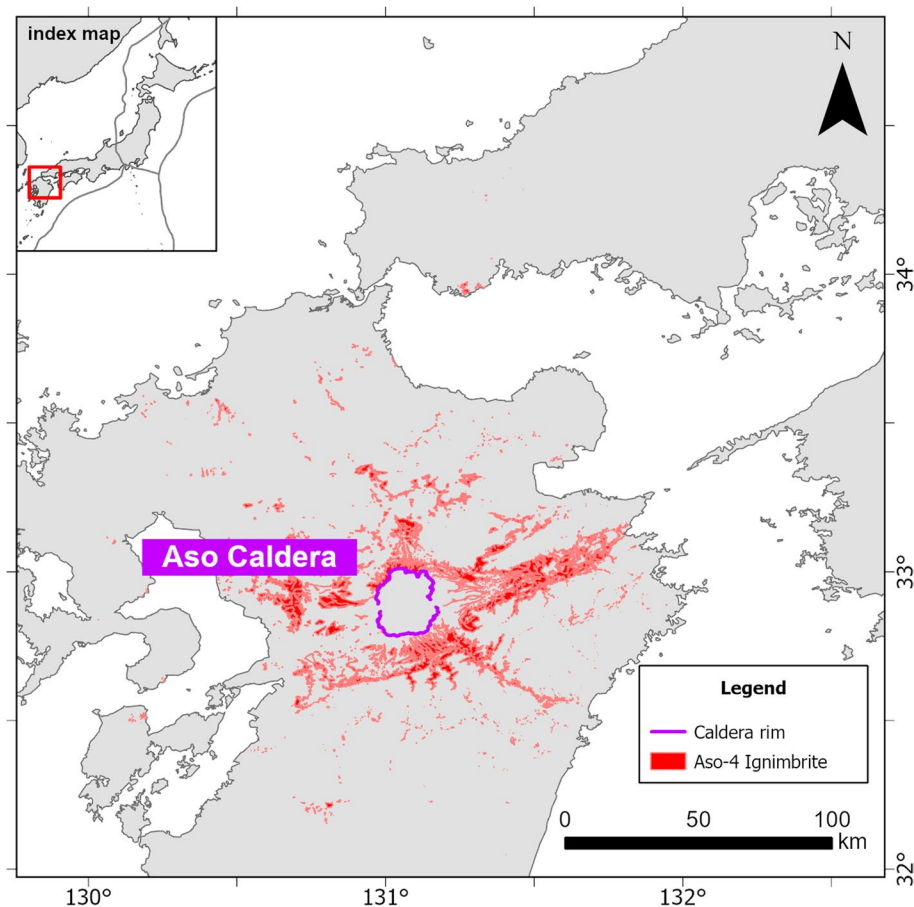 index map
N
34°
Aso Caldera
33°
Legend
Caldera rim
Aso-4 Ignimbrite
0 50 100
km
32°
130° 131° 132°